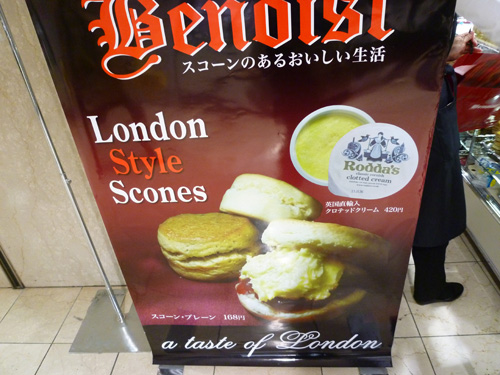 Benoist
スコーンのあるおいしい生活
London
Style
Scones
Rodda's
clotted cream
英国直輸入
クロテッドクリーム 420円
スコーン・プレーン 168円
a taste of London